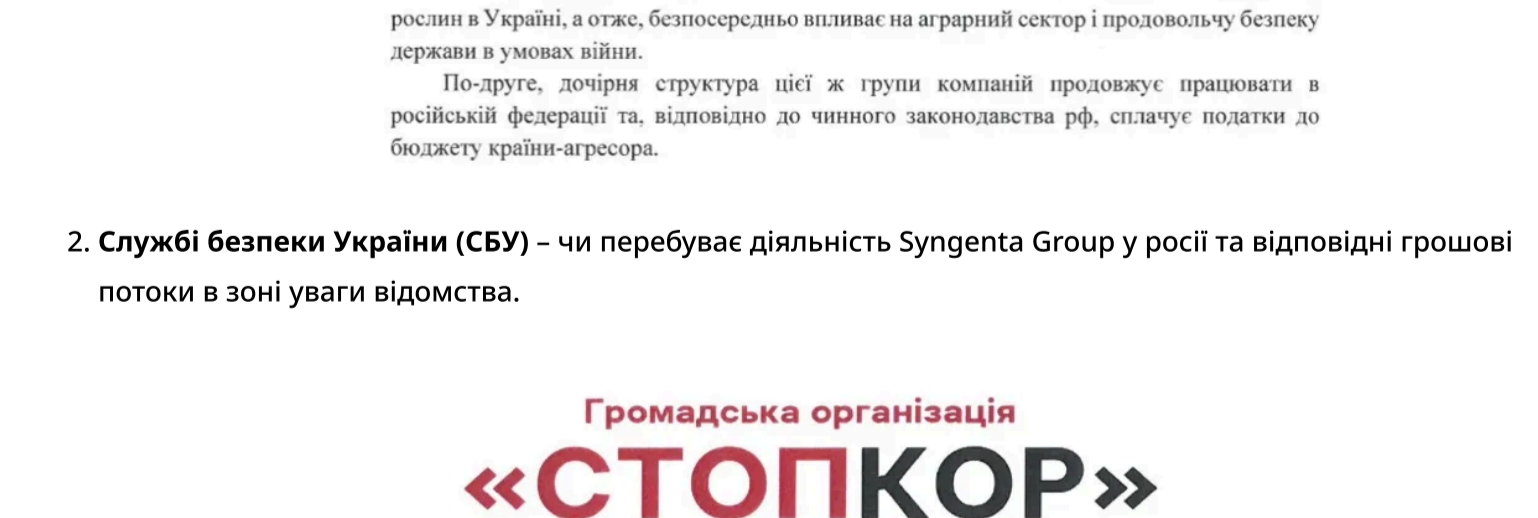 рослин в Україні, а отже, безпосередньо впливає на аграрний сектор і продовольчу безпеку
держави в умовах війни.
По-друге, дочірня структура цієї ж групи компаній продовжує працювати в
російській федерації та, відповідно до чинного законодавства рф, сплачує податки до
бюджету країни-агресора.
2. Службі безпеки України (СБУ) – чи перебуває діяльність Syngenta Group у росії та відповідні грошові
потоки в зоні уваги відомства.
Громадська організація
«СТОПКОР»